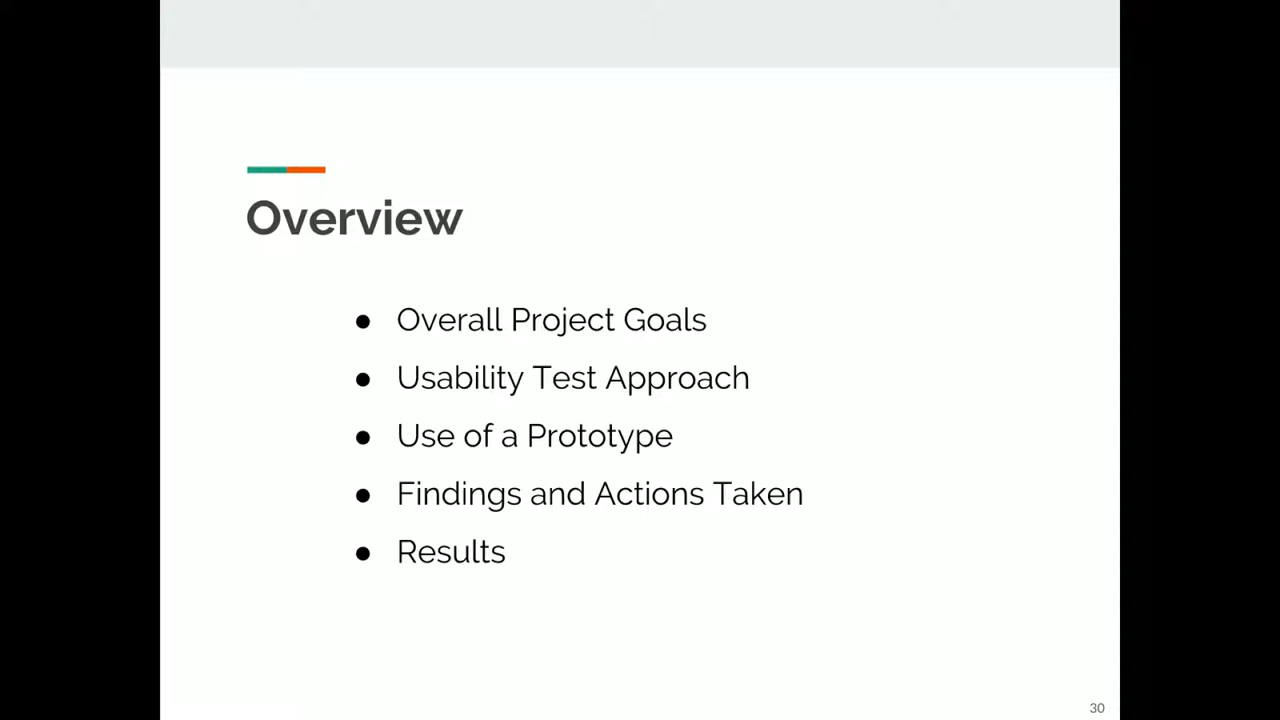 Overview
● Overall Project Goals
● Usability Test Approach
● Use of a Prototype
● Findings and Actions Taken
● Results
30